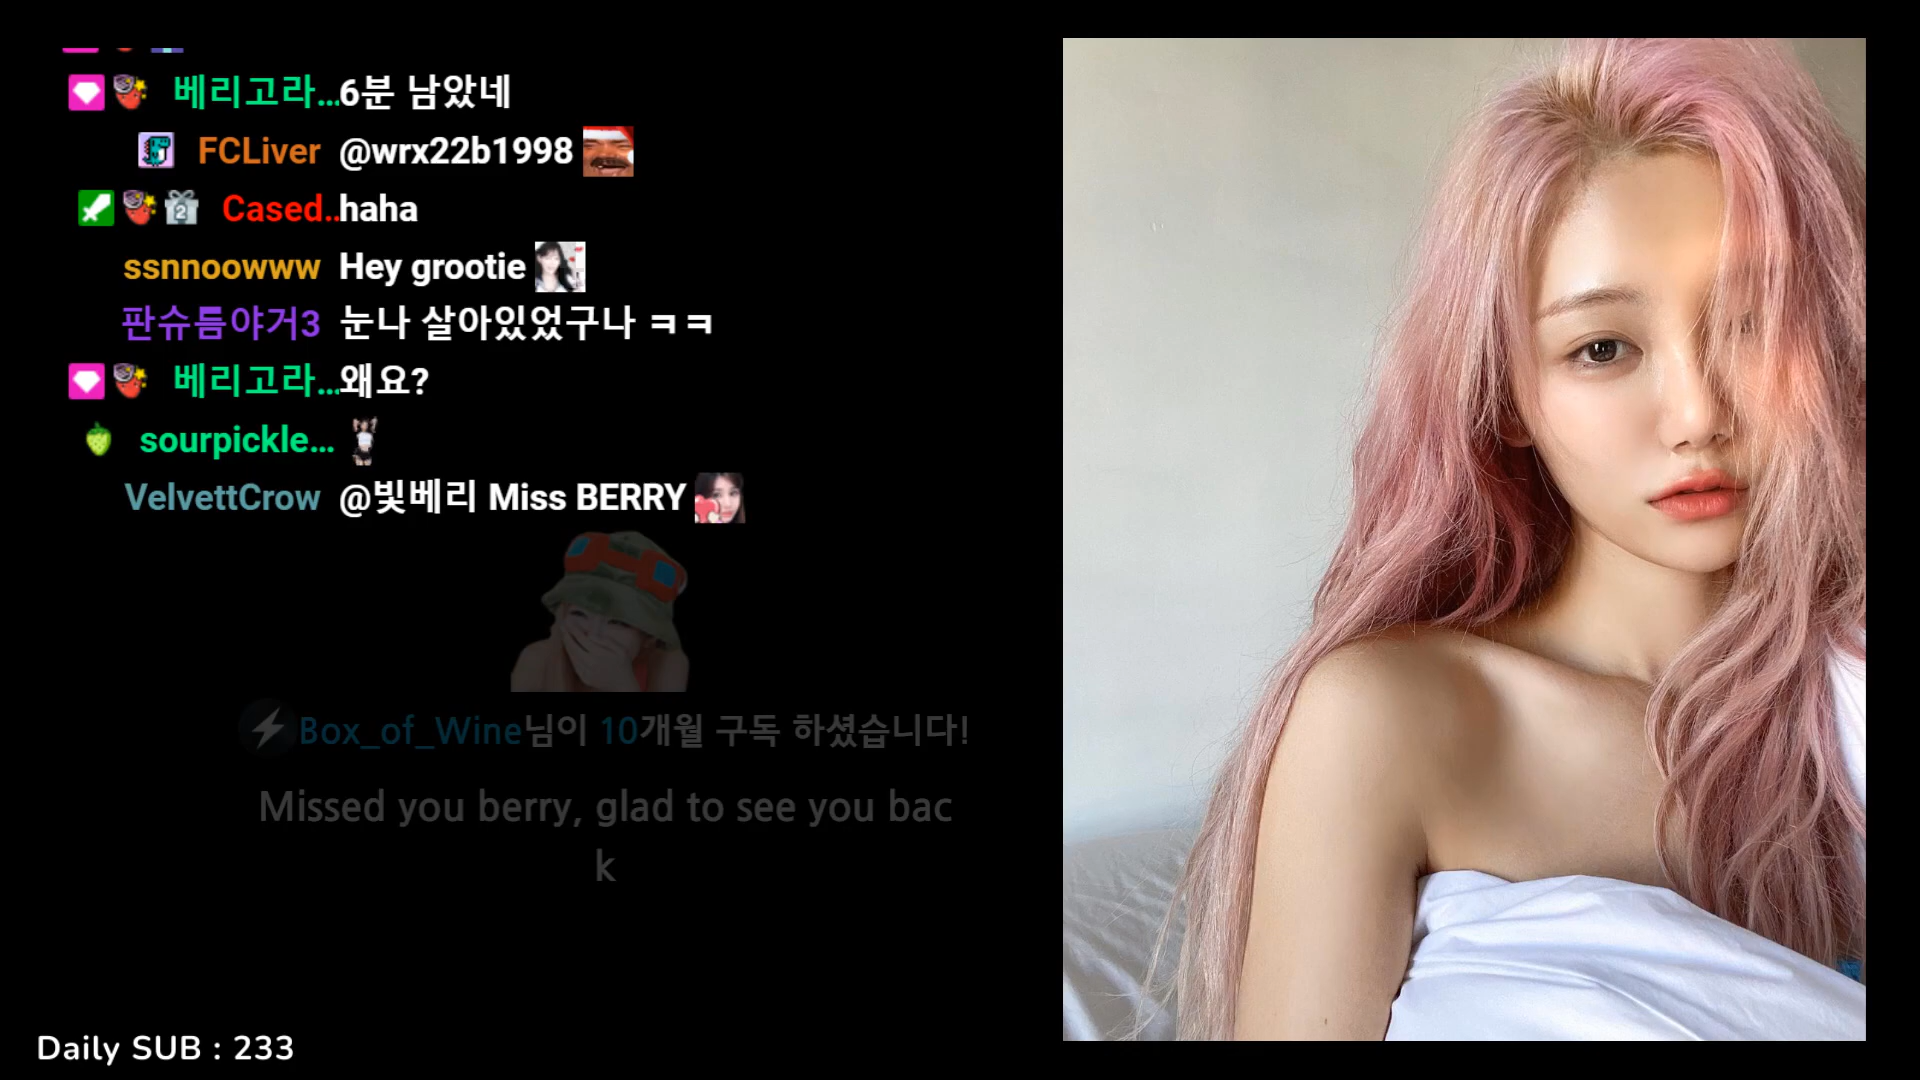 베리고라...6분 남았네
FCLiver @wrx22b1998
2 Cased..haha
ssnnoowww Hey grootie
판슈틈야거3 눈나 살아있었구나 ㅋㅋ
베리고라...왜요?
sourpickle...
VelvettCrow @빛베리 Miss BERRY
Box_of_Wine님이 10개월 구독 하셨습니다!
Missed you berry, glad to see you bac
k
Daily SUB : 233